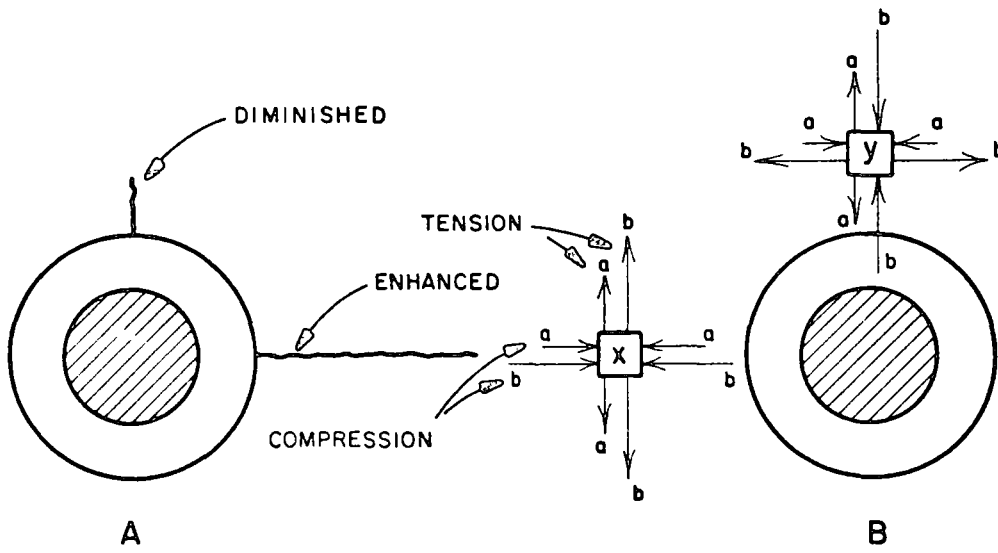 DIMINISHED
ENHANCED
TENSION
COMPRESSION
b
a
a a
b b
x
a
b
b
a
a a
b b
y
a
b
A B